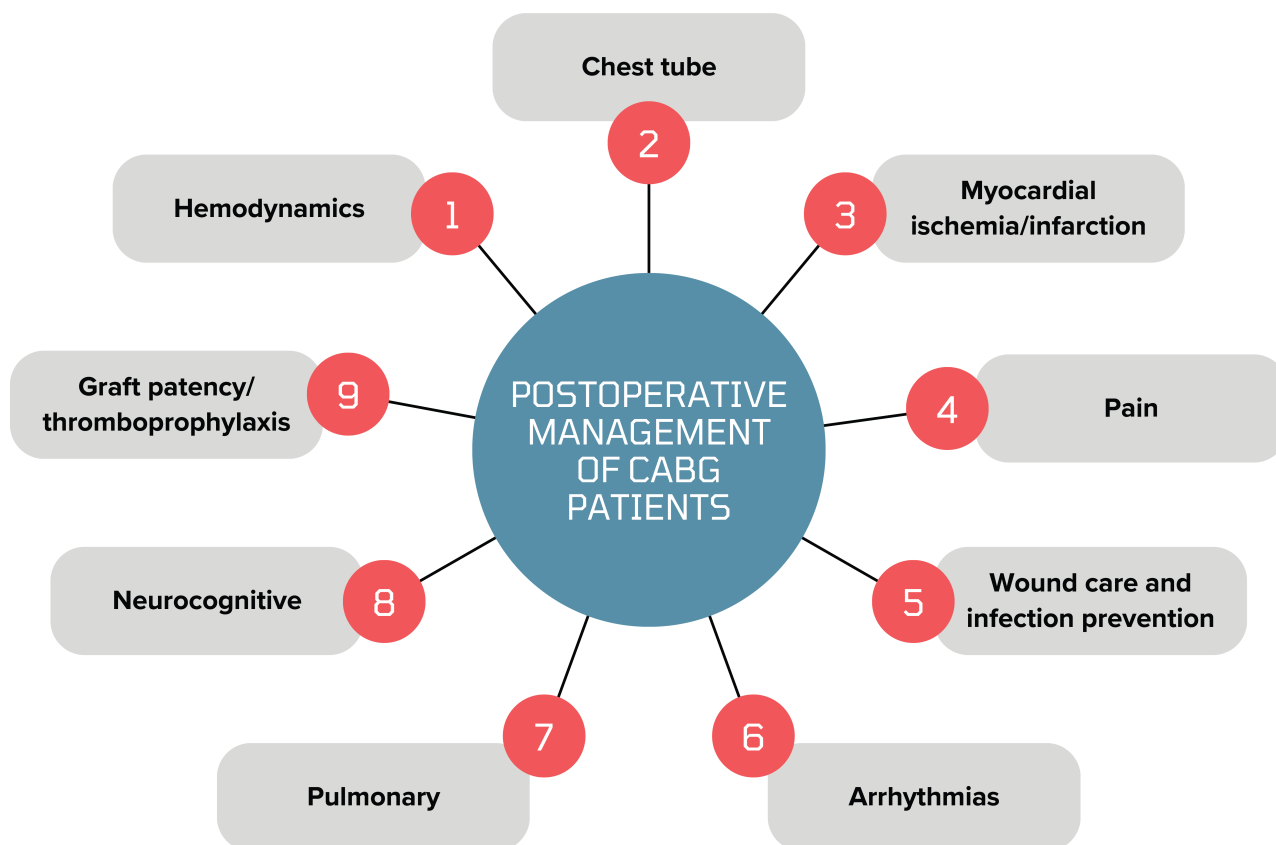 POSTOPERATIVE
MANAGEMENT
OF CABG
PATIENTS
1
Hemodynamics
2
Chest tube
3
Myocardial
ischemia/infarction
4
Pain
5
Wound care and
infection prevention
6
Arrhythmias
7
Pulmonary
8
Neurocognitive
9
Graft patency/
thromboprophylaxis